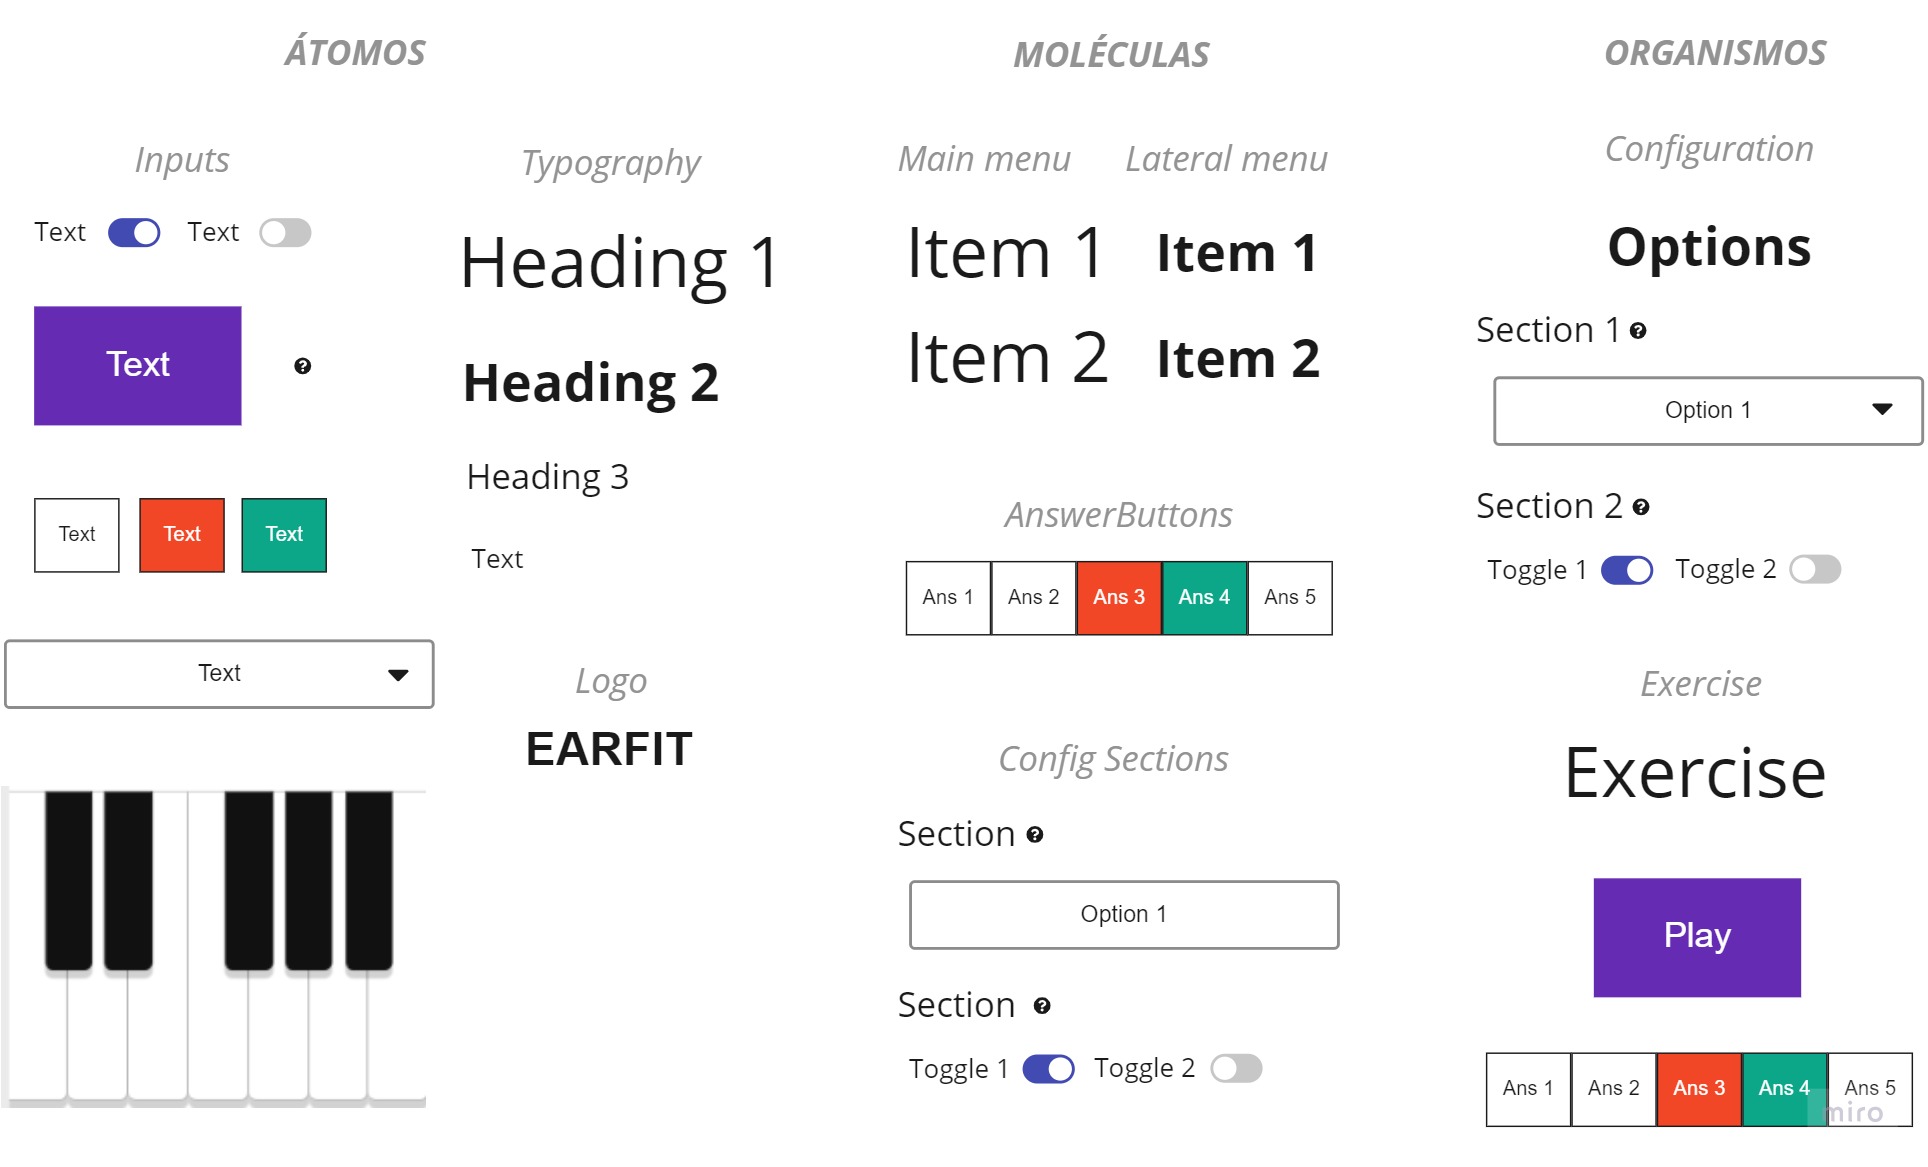 ÁTOMOS
Inputs
Text Text
Text
?
Text Text Text
Text
Typography
Heading 1
Heading 2
Heading 3
Text
Logo
EARFIT
MOLÉCULAS
Main menu Lateral menu
Item 1 Item 1
Item 2 Item 2
AnswerButtons
Ans 1 Ans 2 Ans 3 Ans 4 Ans 5
Config Sections
Section ?
Option 1
Section ?
Toggle 1 Toggle 2
ORGANISMOS
Configuration
Options
Section 1 ?
Option 1
Section 2 ?
Toggle 1 Toggle 2
Exercise
Exercise
Play
Ans 1 Ans 2 Ans 3 Ans 4 Ans 5
miro